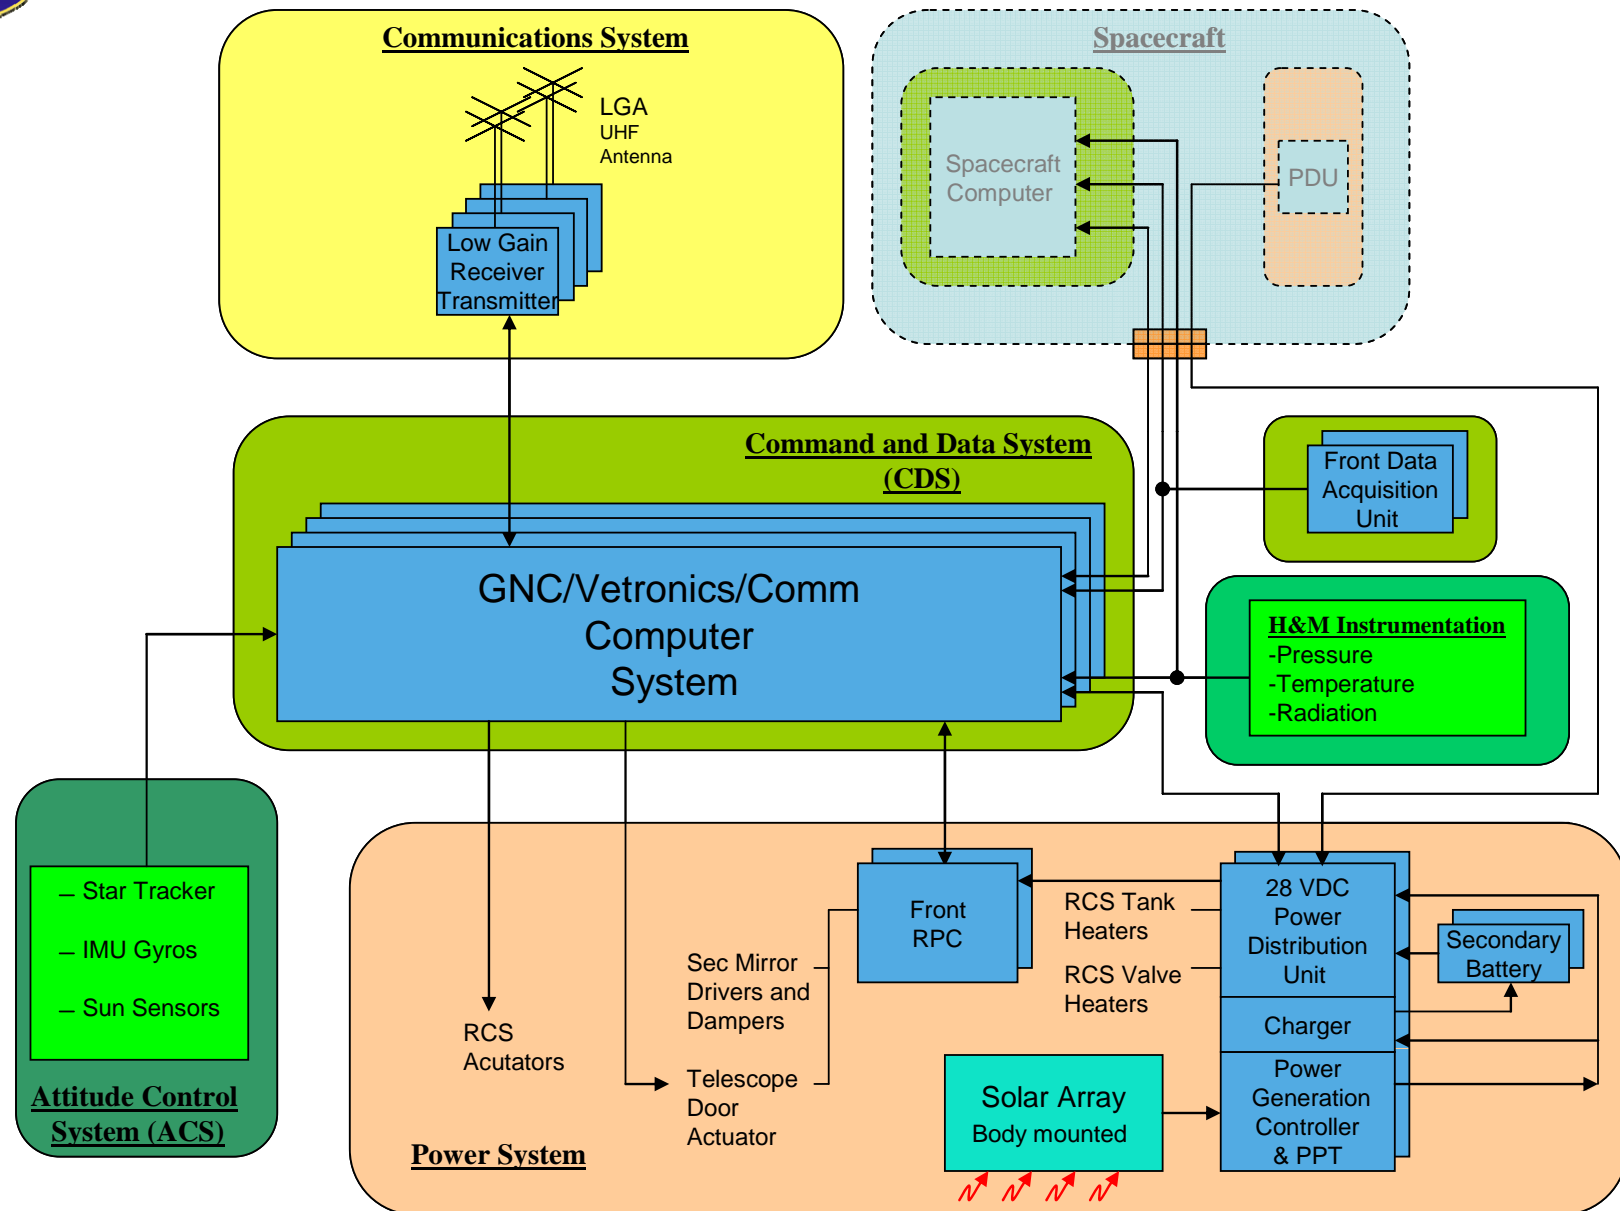 Communications System
LGA
UHF
Antenna
Low Gain
Receiver
Transmitter
Spacecraft
Spacecraft
Computer
PDU
Command and Data System
(CDS)
GNC/Vetronics/Comm
Computer
System
Front Data
Acquisition
Unit
H&M Instrumentation
-Pressure
-Temperature
-Radiation
– Star Tracker
– IMU Gyros
– Sun Sensors
Attitude Control
System (ACS)
RCS
Acutators
Sec Mirror
Drivers and
Dampers
Telescope
Door
Actuator
Front
RPC
RCS Tank
Heaters
RCS Valve
Heaters
28 VDC
Power
Distribution
Unit
Charger
Power
Generation
Controller
& PPT
Secondary
Battery
Solar Array
Body mounted
Power System